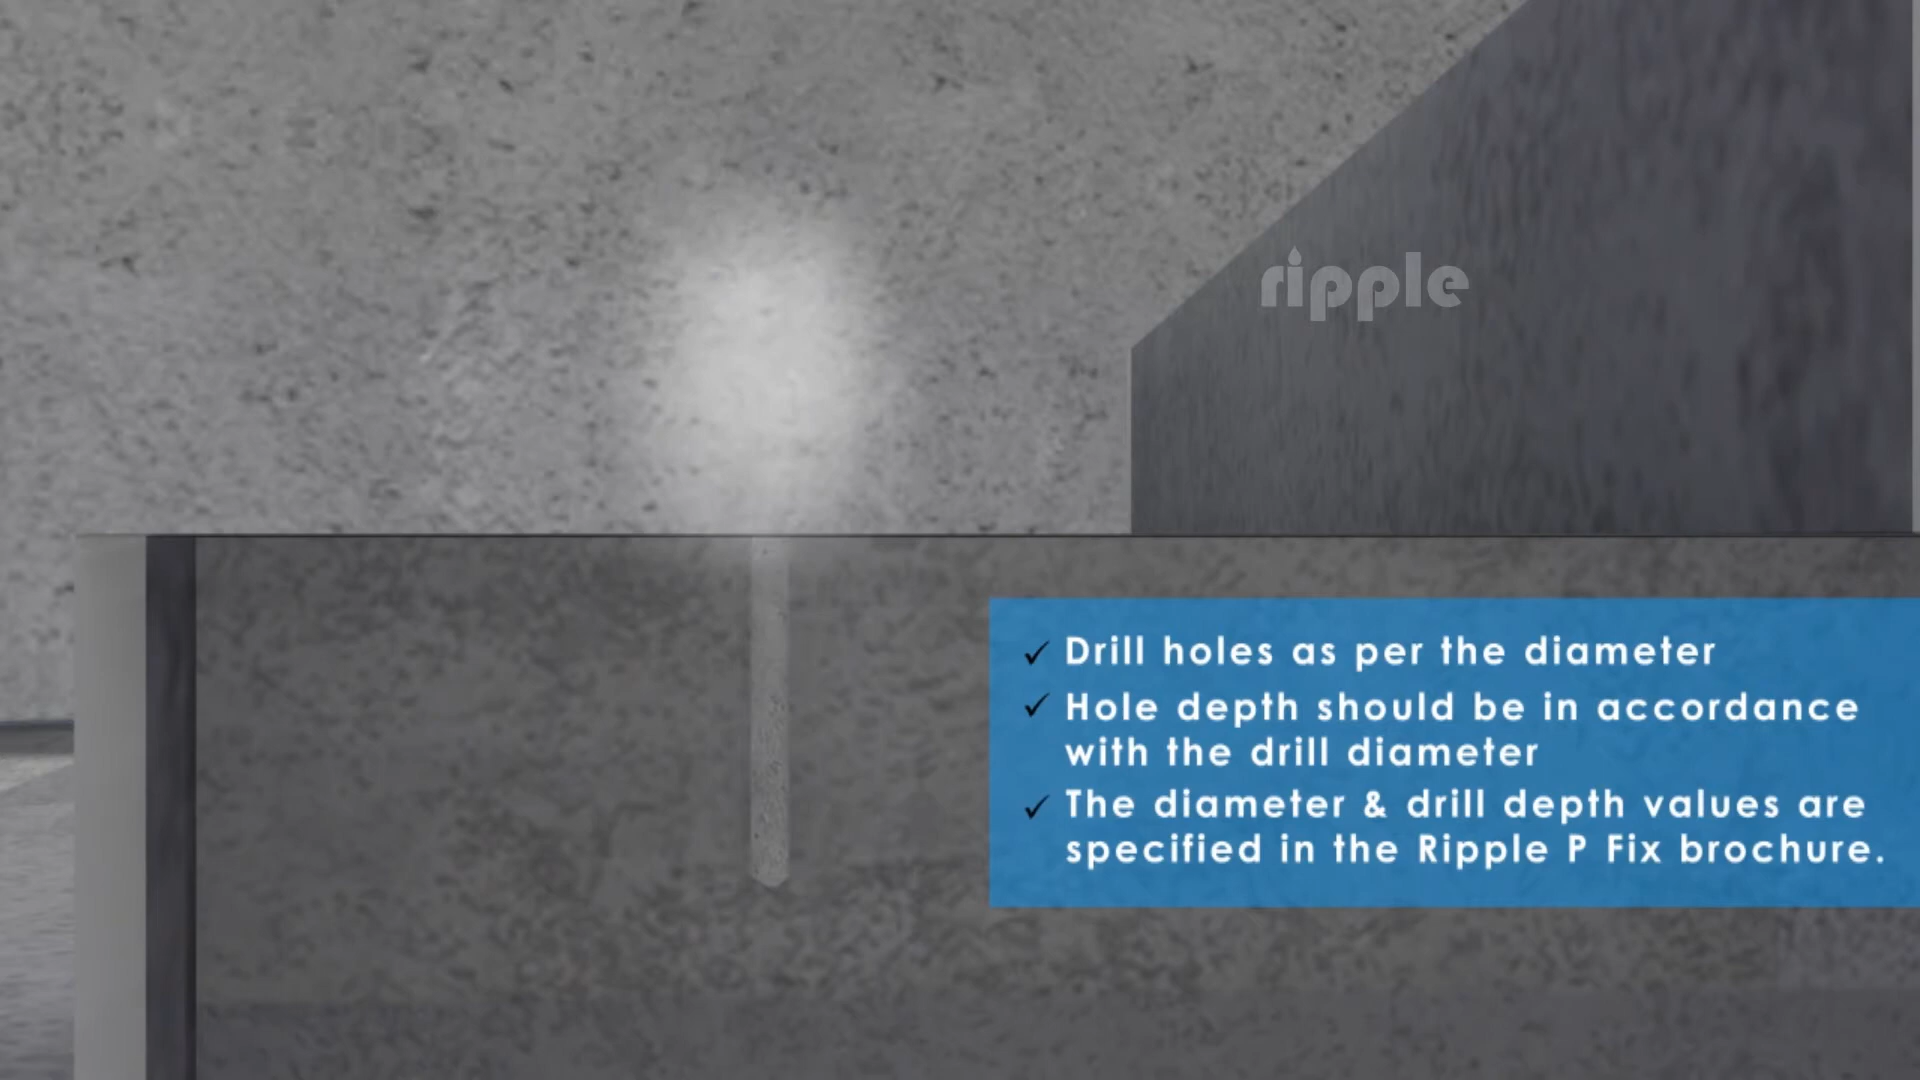 ripple
Drill holes as per the diameter
Hole depth should be in accordance
with the drill diameter
The diameter & drill depth values are
specified in the Ripple P Fix brochure.